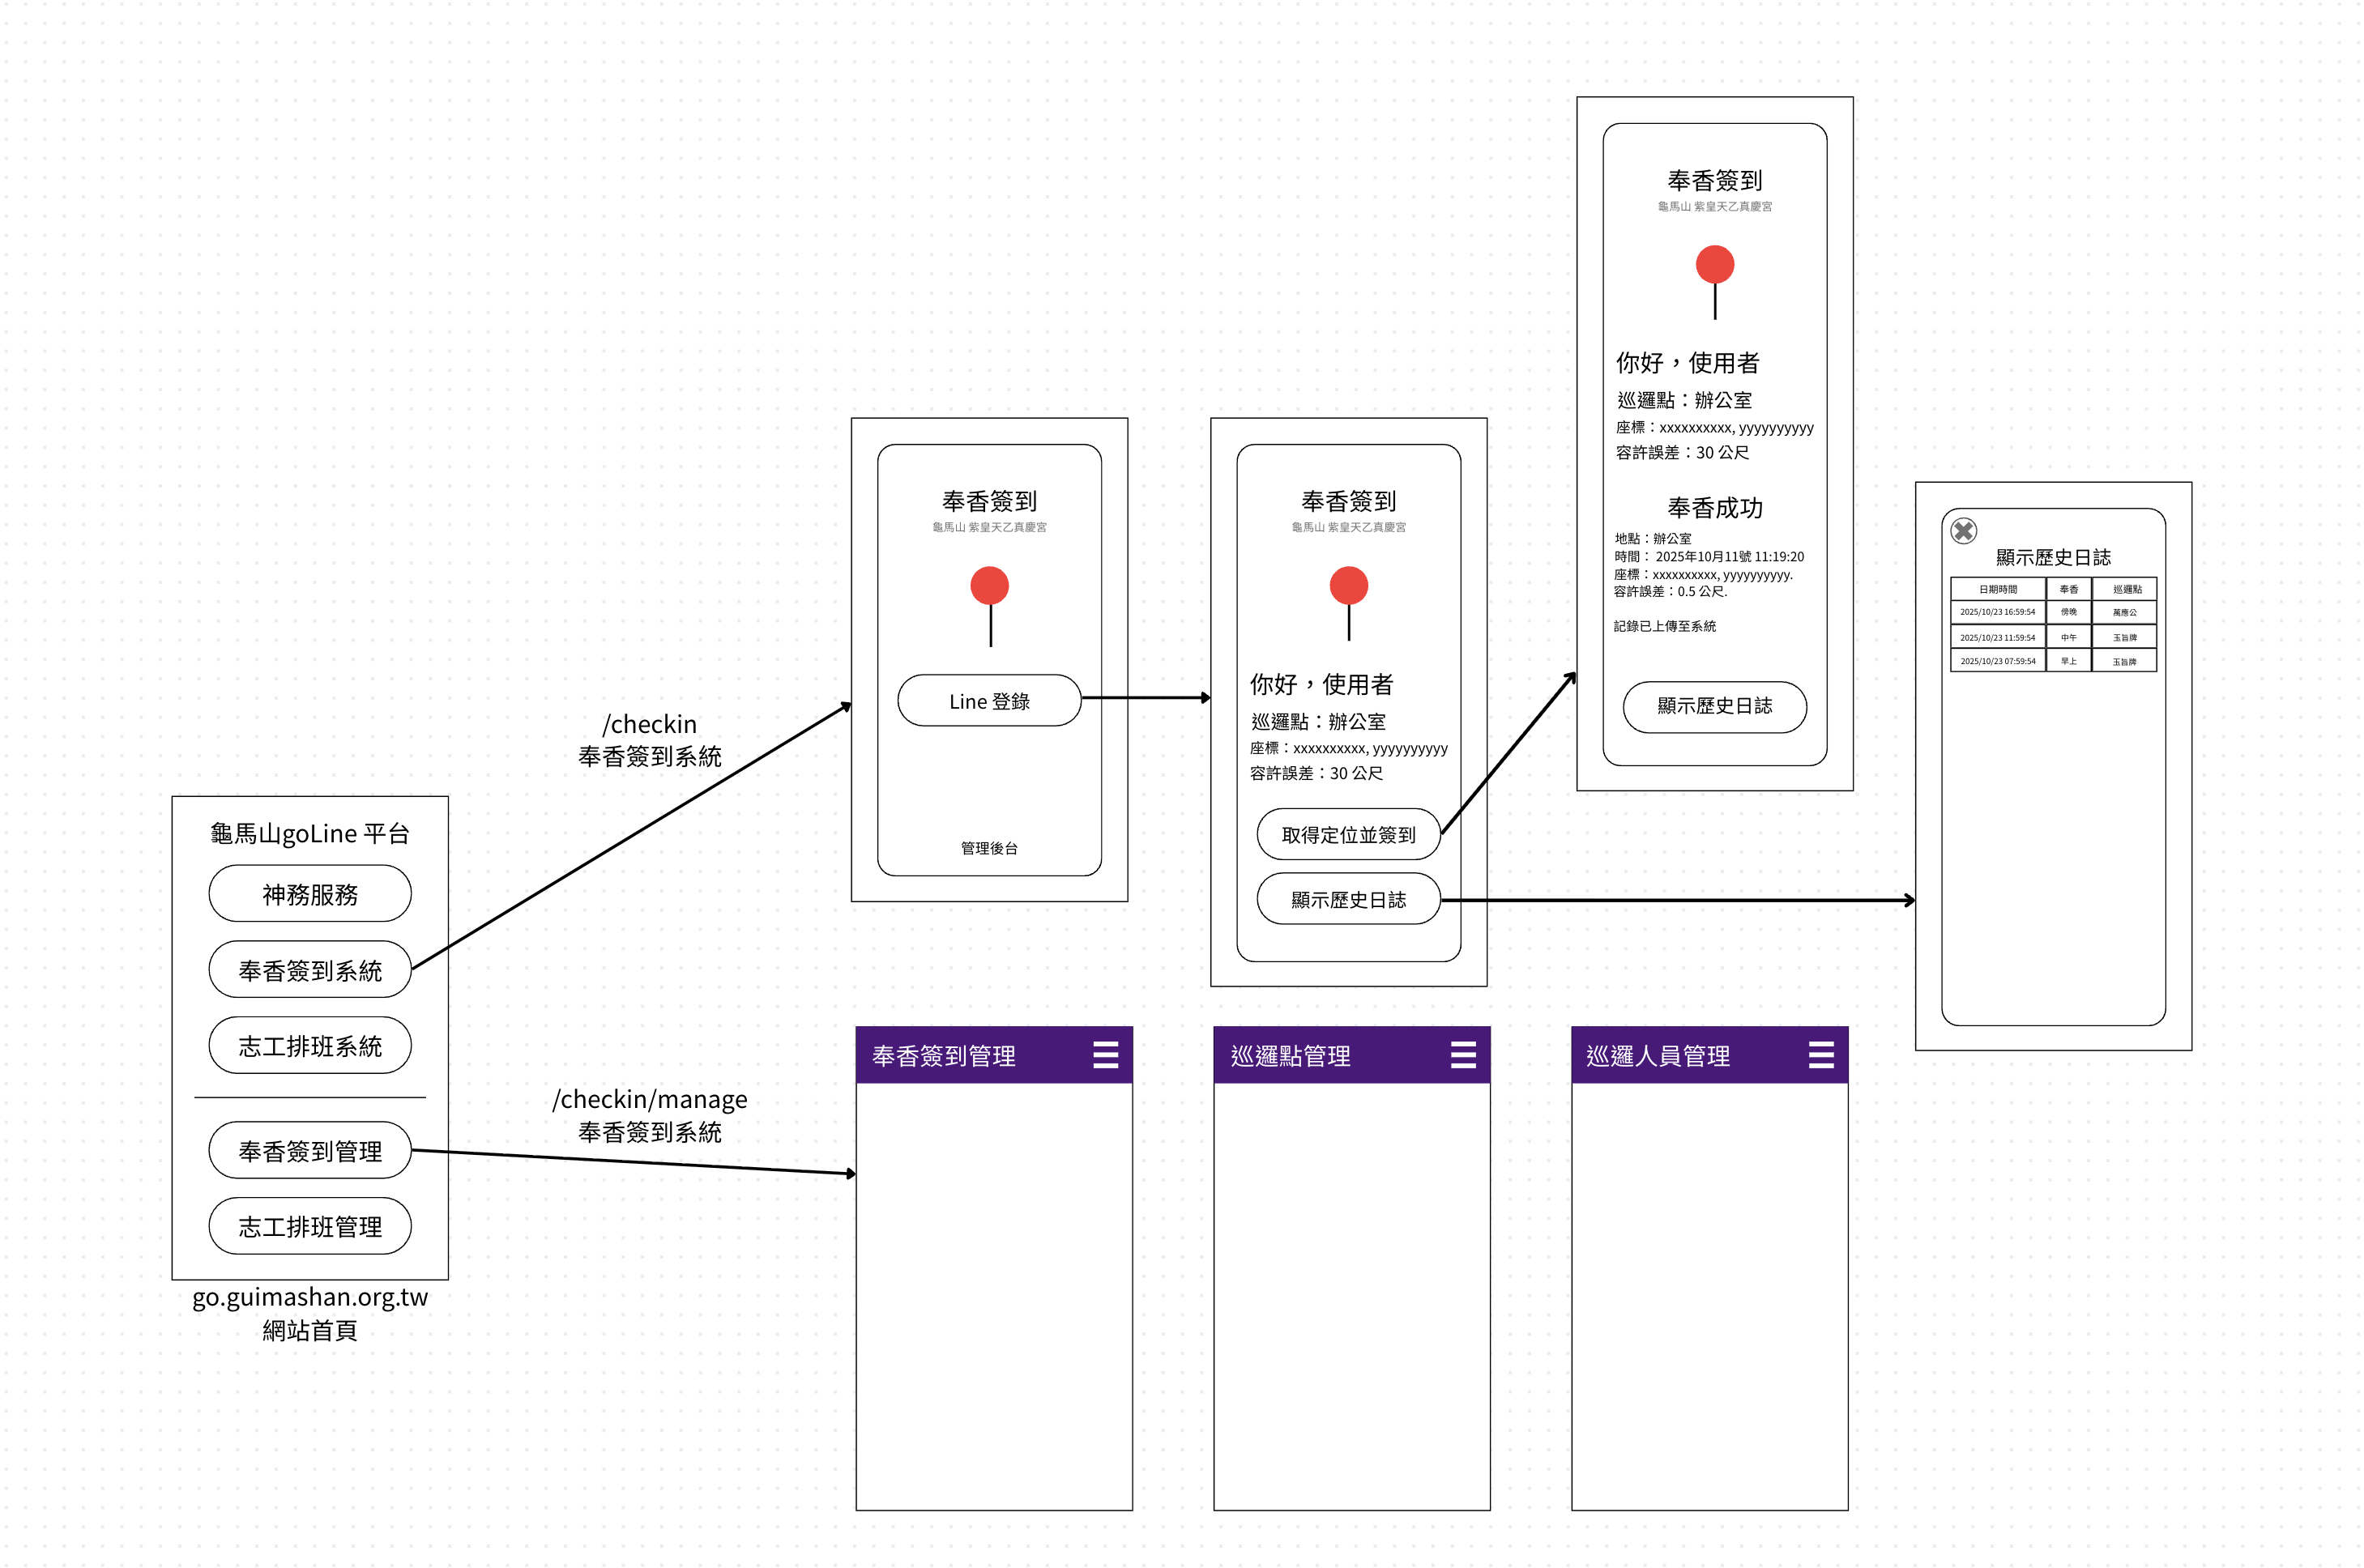 龜馬山goLine 平台
神務服務
奉香簽到系統
志工排班系統
奉香簽到管理
志工排班管理
go.guimashan.org.tw
網站首頁
/checkin
奉香簽到系統
/checkin/manage
奉香簽到系統
奉香簽到
龜馬山 紫皇天乙真慶宮
Line 登錄
管理後台
奉香簽到
龜馬山 紫皇天乙真慶宮
你好，使用者
巡邏點：辦公室
座標：xxxxxxxxxx, yyyyyyyyyy
容許誤差：30 公尺
取得定位並簽到
顯示歷史日誌
奉香簽到
龜馬山 紫皇天乙真慶宮
你好，使用者
巡邏點：辦公室
座標：xxxxxxxxxx, yyyyyyyyyy
容許誤差：30 公尺
奉香成功
地點：辦公室
時間： 2025年10月11號 11:19:20
座標：xxxxxxxxxx, yyyyyyyyyy.
容許誤差：0.5 公尺.
記錄已上傳至系統
顯示歷史日誌
顯示歷史日誌
日期時間 奉香 巡邏點
2025/10/23 16:59:54 傍晚 萬應公
2025/10/23 11:59:54 中午 玉旨牌
2025/10/23 07:59:54 早上 玉旨牌
奉香簽到管理
巡邏點管理
巡邏人員管理